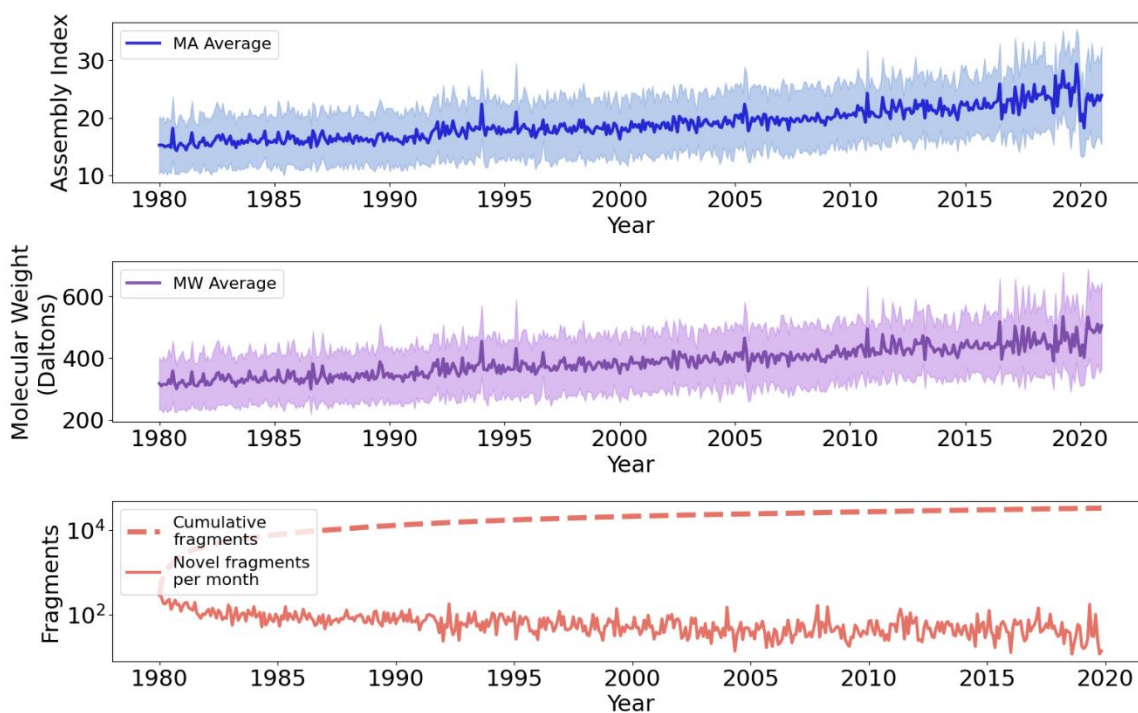 MA Average
Assembly Index
30
20
10
1980 1985 1990 1995 2000 2005 2010 2015 2020
Year
MW Average
Molecular Weight
(Daltons)
600
400
200
1980 1985 1990 1995 2000 2005 2010 2015 2020
Year
Cumulative
fragments
Novel fragments
per month
Fragments
10⁴
10²
1980 1985 1990 1995 2000 2005 2010 2015 2020
Year